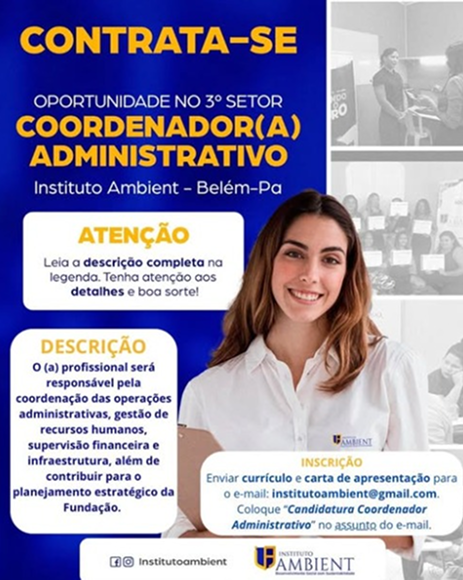 CONTRATA-SE
OPORTUNIDADE NO 3º SETOR
COORDENADOR(A)
ADMINISTRATIVO
Instituto Ambient - Belém-Pa
ATENÇÃO
Leia a descrição completa na
legenda. Tenha atenção aos
detalhes e boa sorte!
DESCRIÇÃO
O (a) profissional será
responsável pela
coordenação das operações
administrativas, gestão de
recursos humanos,
supervisão financeira e
infraestrutura, além de
contribuir para o
planejamento estratégico da
Fundação.
INSTITUTO
AMBIENT
INSCRIÇÃO
Enviar currículo e carta de apresentação para
o e-mail: institutoambient@gmail.com.
Coloque “Candidatura Coordenador
Administrativo” no assunto do e-mail.
Institutoambient
INSTITUTO
AMBIENT